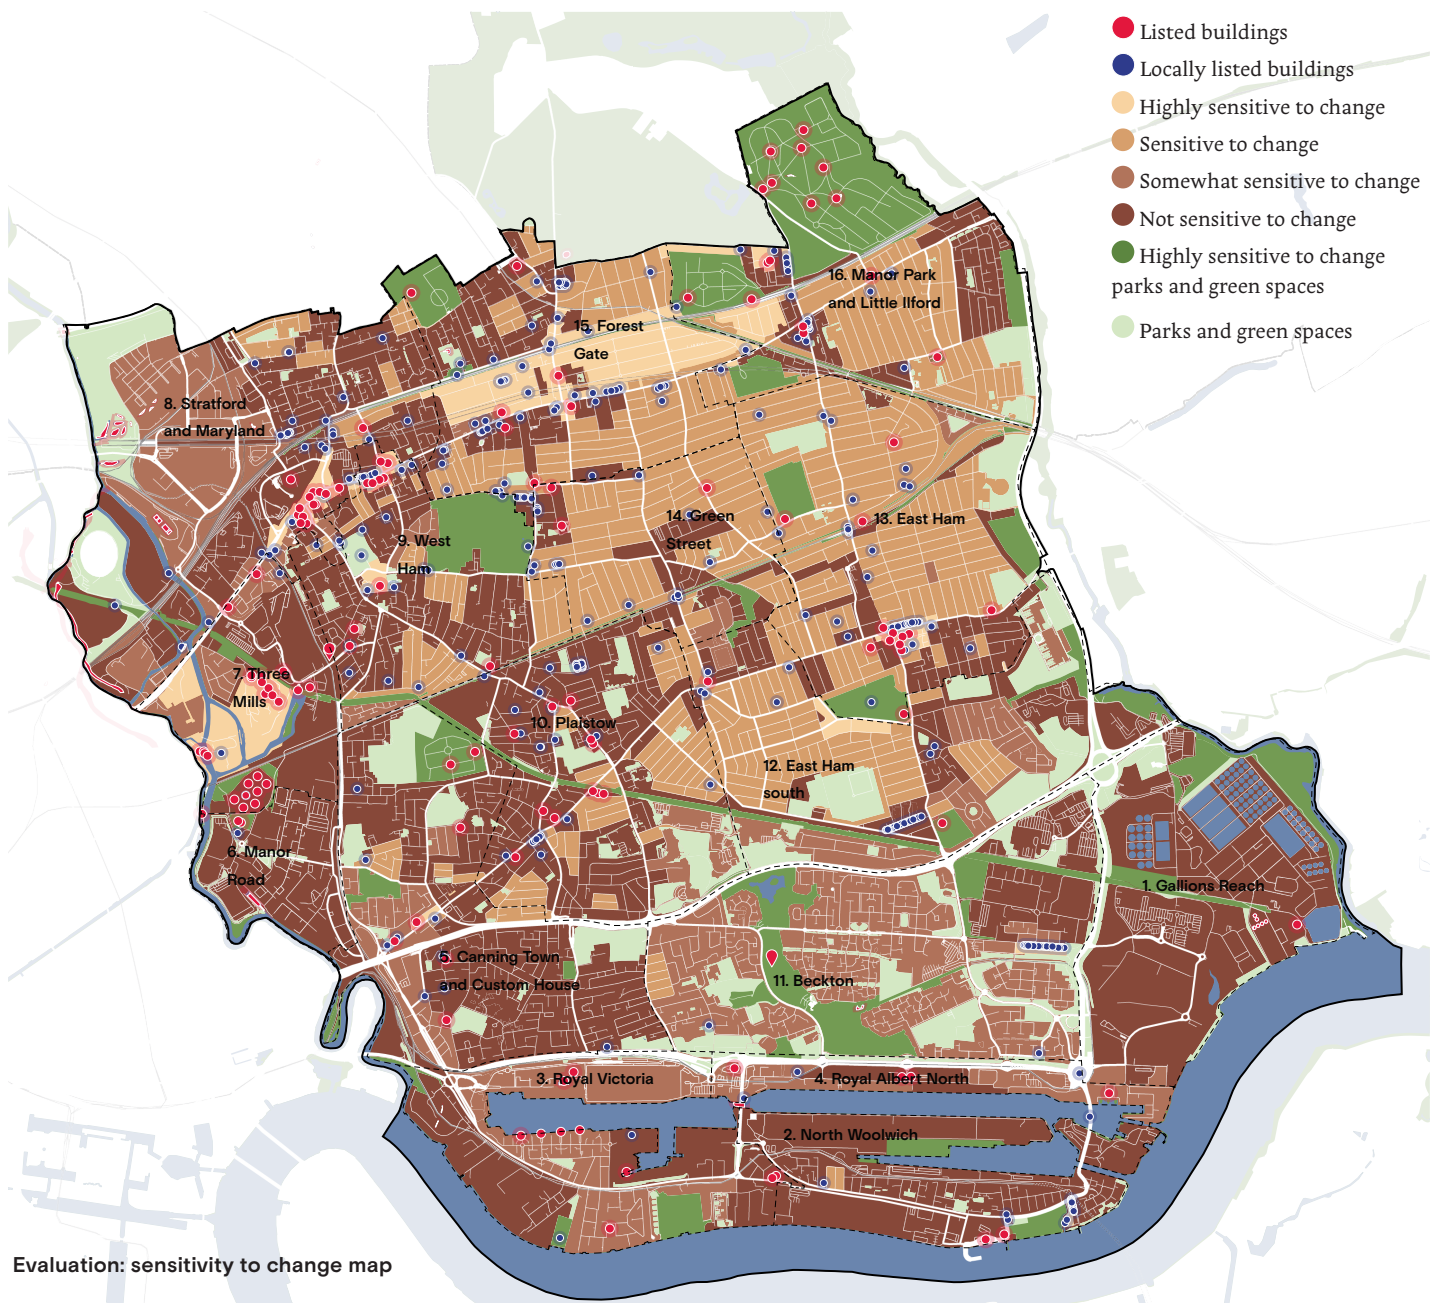 Listed buildings
Locally listed buildings
Highly sensitive to change
Sensitive to change
Somewhat sensitive to change
Not sensitive to change
Highly sensitive to change
parks and green spaces
Parks and green spaces
16. Manor Park
and Little Ilford
15. Forest
Gate
8. Stratford
and Maryland
14. Green
Street
13. East Ham
9. West
Ham
7. Three
Mills
10. Plaistow
12. East Ham
south
6. Manor
Road
1. Gallions Reach
5. Canning Town
and Custom House
11. Beckton
3. Royal Victoria
4. Royal Albert North
2. North Woolwich
Evaluation: sensitivity to change map